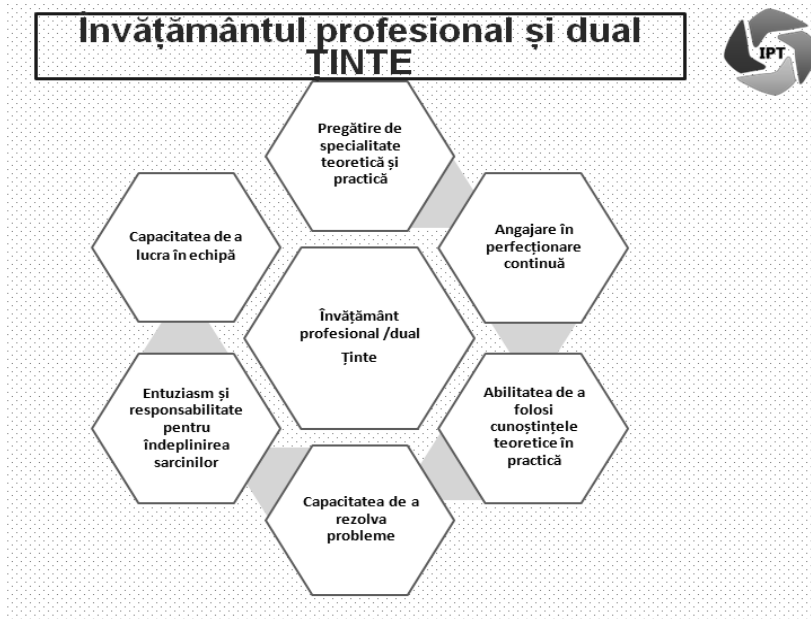 Învățământul profesional și dual
ȚINTE
IPT
Pregătire de
specialitate
teoretică și
practică
Angajare în
perfecționare
continuă
Abilitatea de a
folosi
cunoștințele
teoretice în
practică
Capacitatea de a
rezolva
probleme
Entuziasm și
responsabilitate
pentru
îndeplinirea
sarcinilor
Capacitatea de a
lucra în echipă
Învățământ
profesional /dual
Ținte